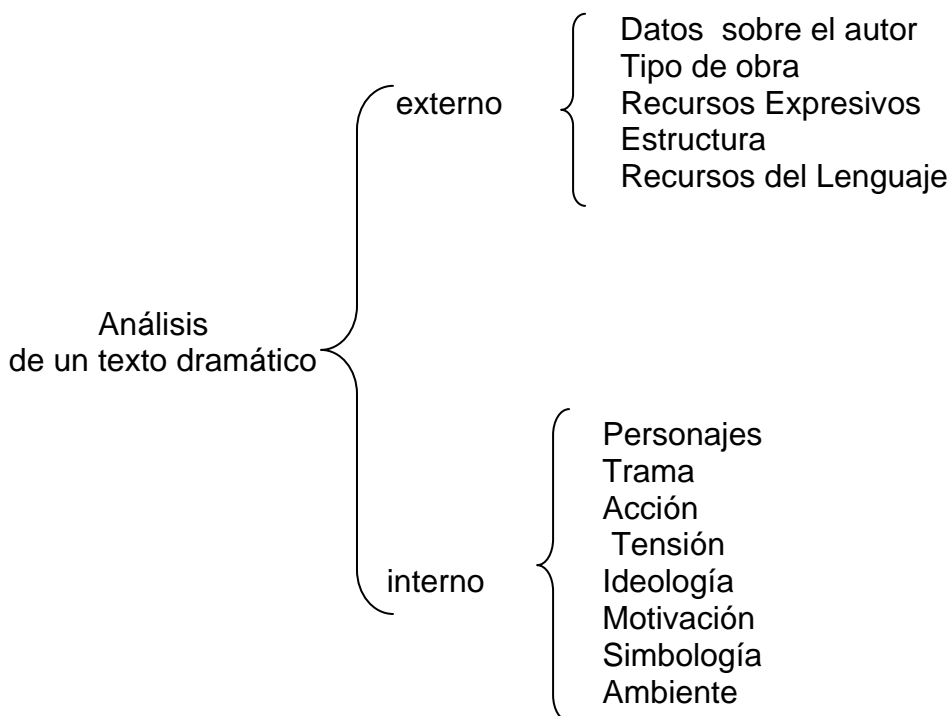 Datos sobre el autor
Tipo de obra
externo
Recursos Expresivos
Estructura
Recursos del Lenguaje
Análisis
de un texto dramático
Personajes
Trama
Acción
Tensión
interno
Ideología
Motivación
Simbología
Ambiente